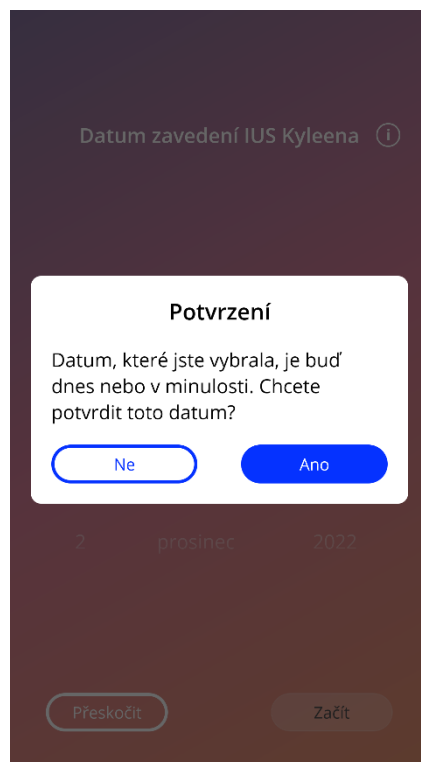 Datum zavedení IUS Kyleena i
Potvrzení
Datum, které jste vybrala, je buď
dnes nebo v minulosti. Chcete
potvrdit toto datum?
Ne Ano
2 prosinec 2022
Přeskočit Začít